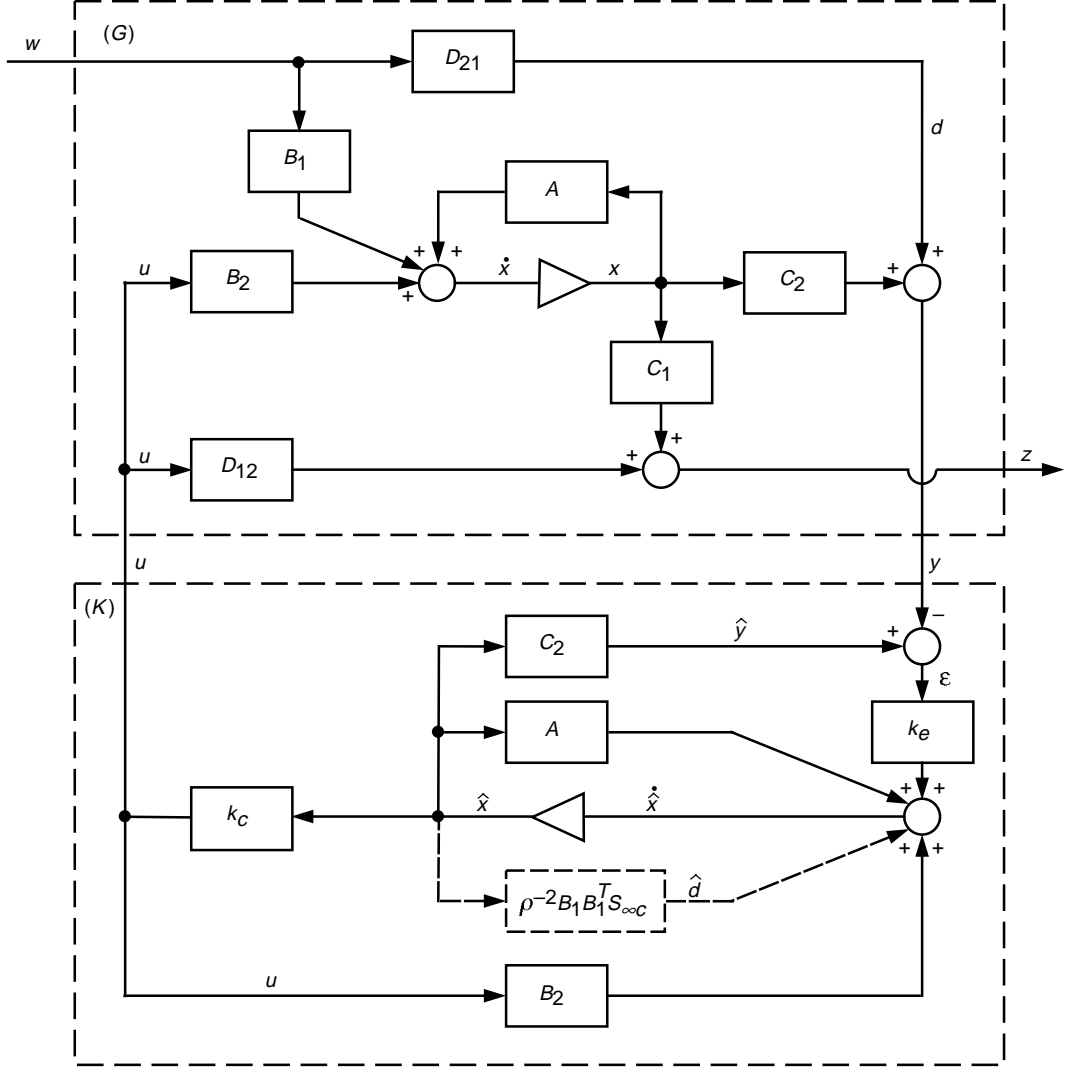 w
(G)
D21
d
B1
A
+ + +
u
B2
+
ẋ
x
C2
+
C1
+
+
u
D12
z
u
y
(K)
−
C2
ŷ
+
ε
A
ke
+ +
kc
x̂
x̂̇
+ +
ρ−2B1B1TS∞c
d̂
u
B2